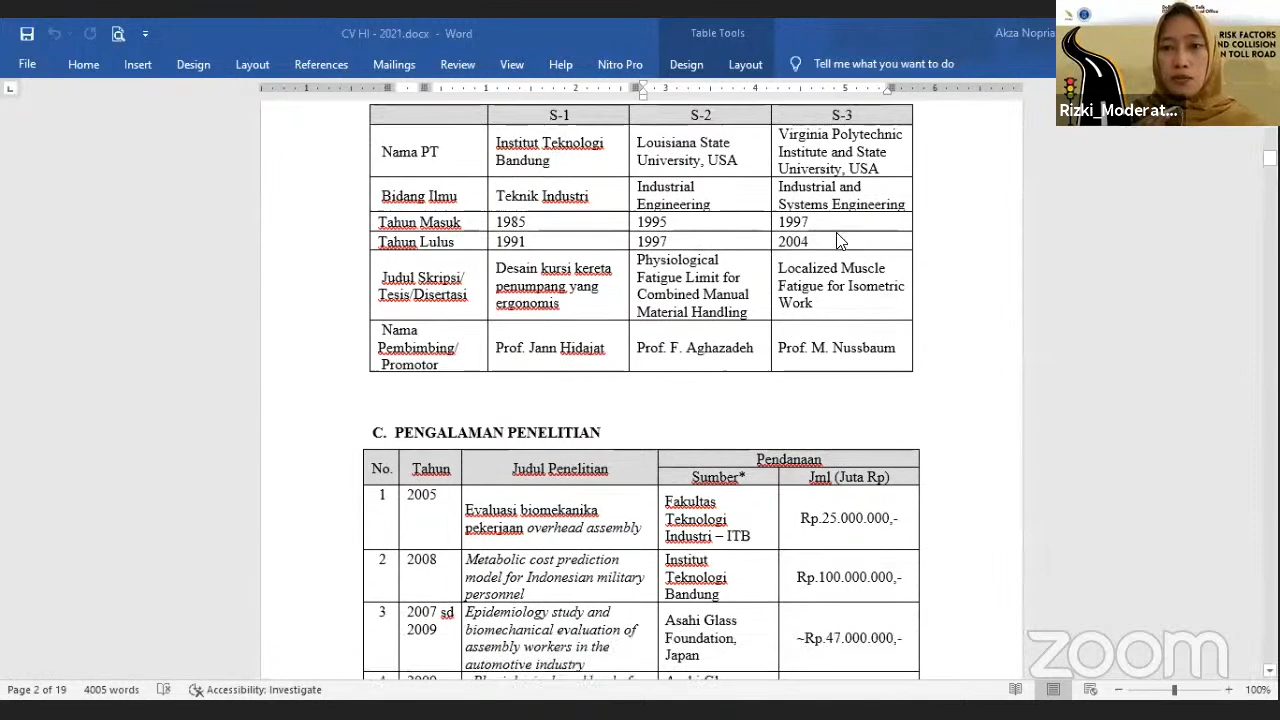 CV HI - 2021.docx - Word
Table Tools
Akza Nopria
File Home Insert Design Layout References Mailings Review View Help Nitro Pro Design Layout Tell me what you want to do
RISK FACTORS
ND COLLISION
N TOLL ROAD
Rizki_Moderat...
1 1 2 3 4 5 6
S-1 S-2 S-3
Nama PT
Institut Teknologi
Bandung
Louisiana State
University, USA
Virginia Polytechnic
Institute and State
University, USA
Bidang Ilmu
Teknik Industri
Industrial
Engineering
Industrial and
Systems Engineering
Tahun Masuk 1985 1995 1997
Tahun Lulus 1991 1997 2004
Judul Skripsi/
Tesis/Disertasi
Desain kursi kereta
penumpang yang
ergonomis
Physiological
Fatigue Limit for
Combined Manual
Material Handling
Localized Muscle
Fatigue for Isometric
Work
Nama
Pembimbing/
Promotor
Prof. Jann Hidajat
Prof. F. Aghazadeh
Prof. M. Nussbaum
C. PENGALAMAN PENELITIAN
No. Tahun Judul Penelitian Pendanaan
Sumber* Jml (Juta Rp)
1 2005
Evaluasi biomekanika
pekerjaan overhead assembly
Fakultas
Teknologi
Industri – ITB
Rp.25.000.000,-
2 2008
Metabolic cost prediction
model for Indonesian military
personnel
Institut
Teknologi
Bandung
Rp.100.000.000,-
3 2007 sd
2009
Epidemiology study and
biomechanical evaluation of
assembly workers in the
automotive industry
Asahi Glass
Foundation,
Japan
~Rp.47.000.000,-
zoom
Page 2 of 19 4005 words Accessibility: Investigate 100%